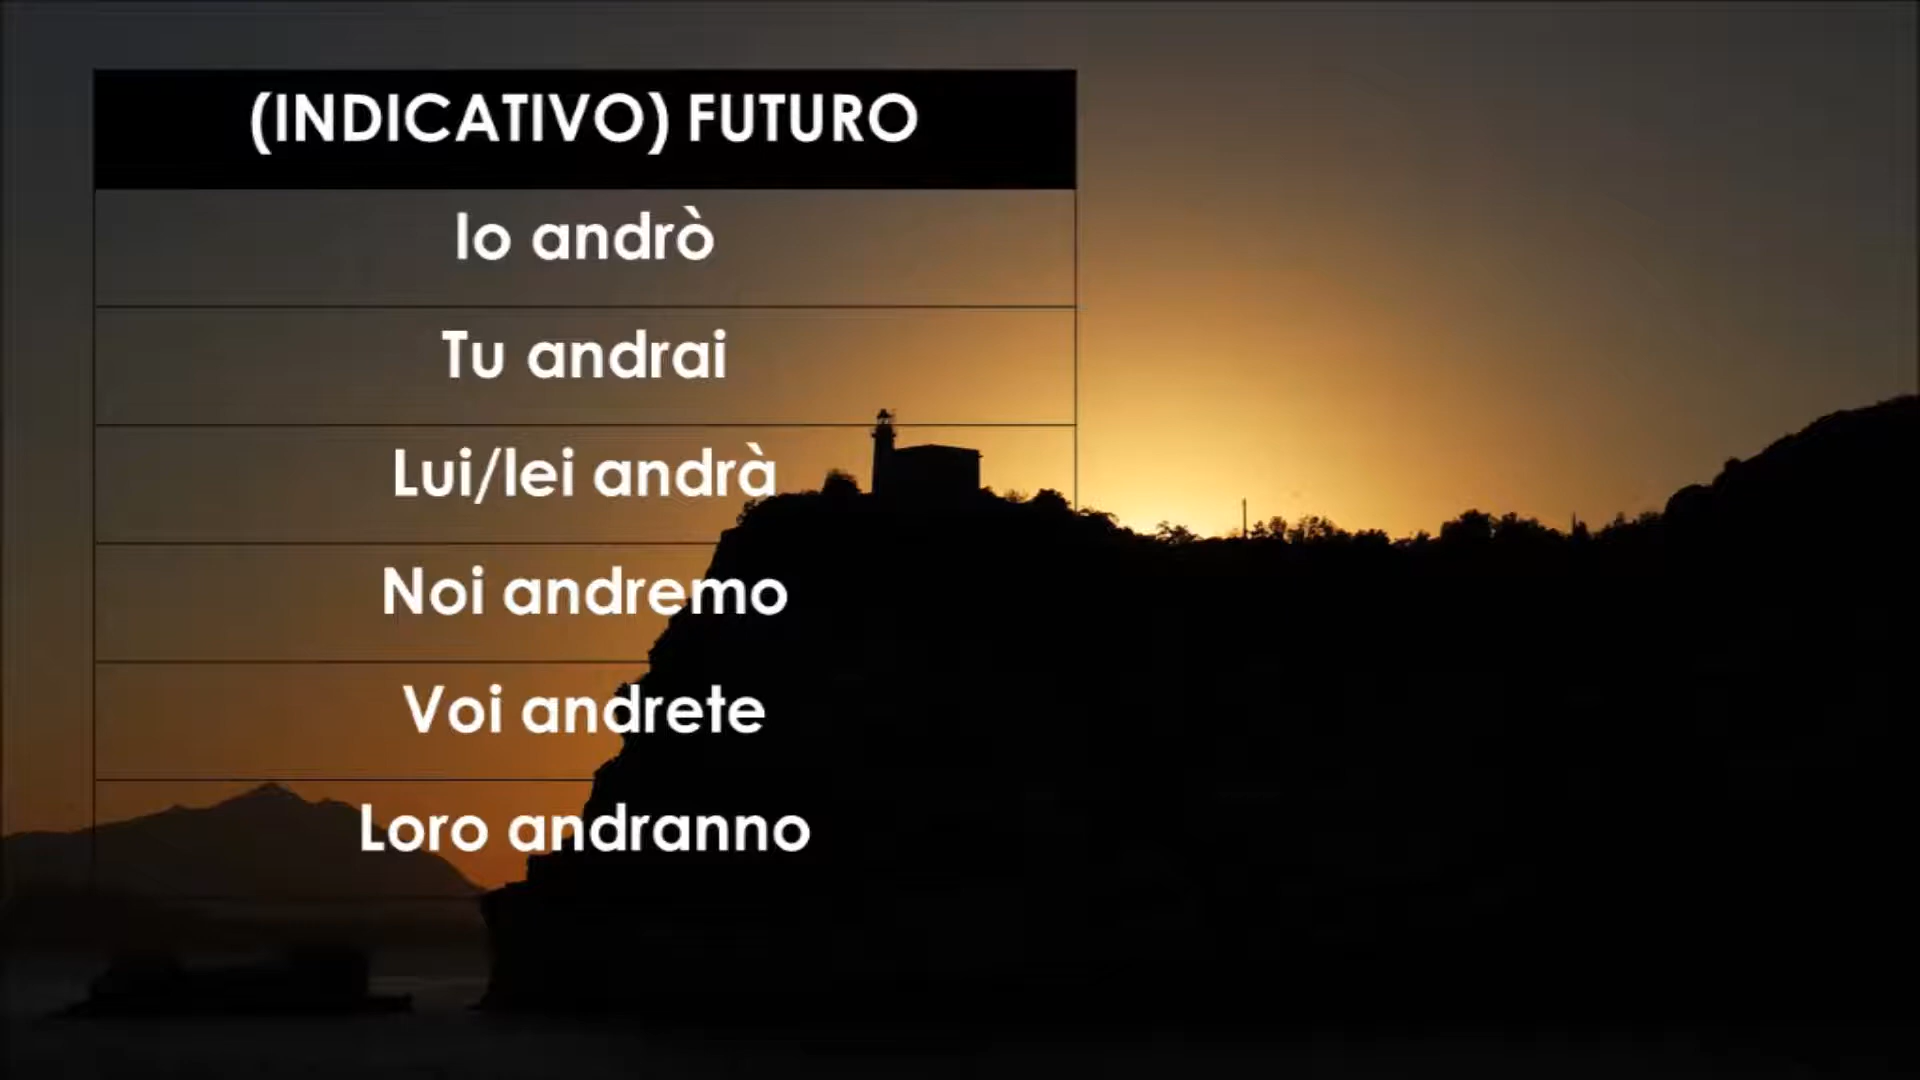 (INDICATIVO) FUTURO
Io andrò
Tu andrai
Lui/lei andrà
Noi andremo
Voi andrete
Loro andranno